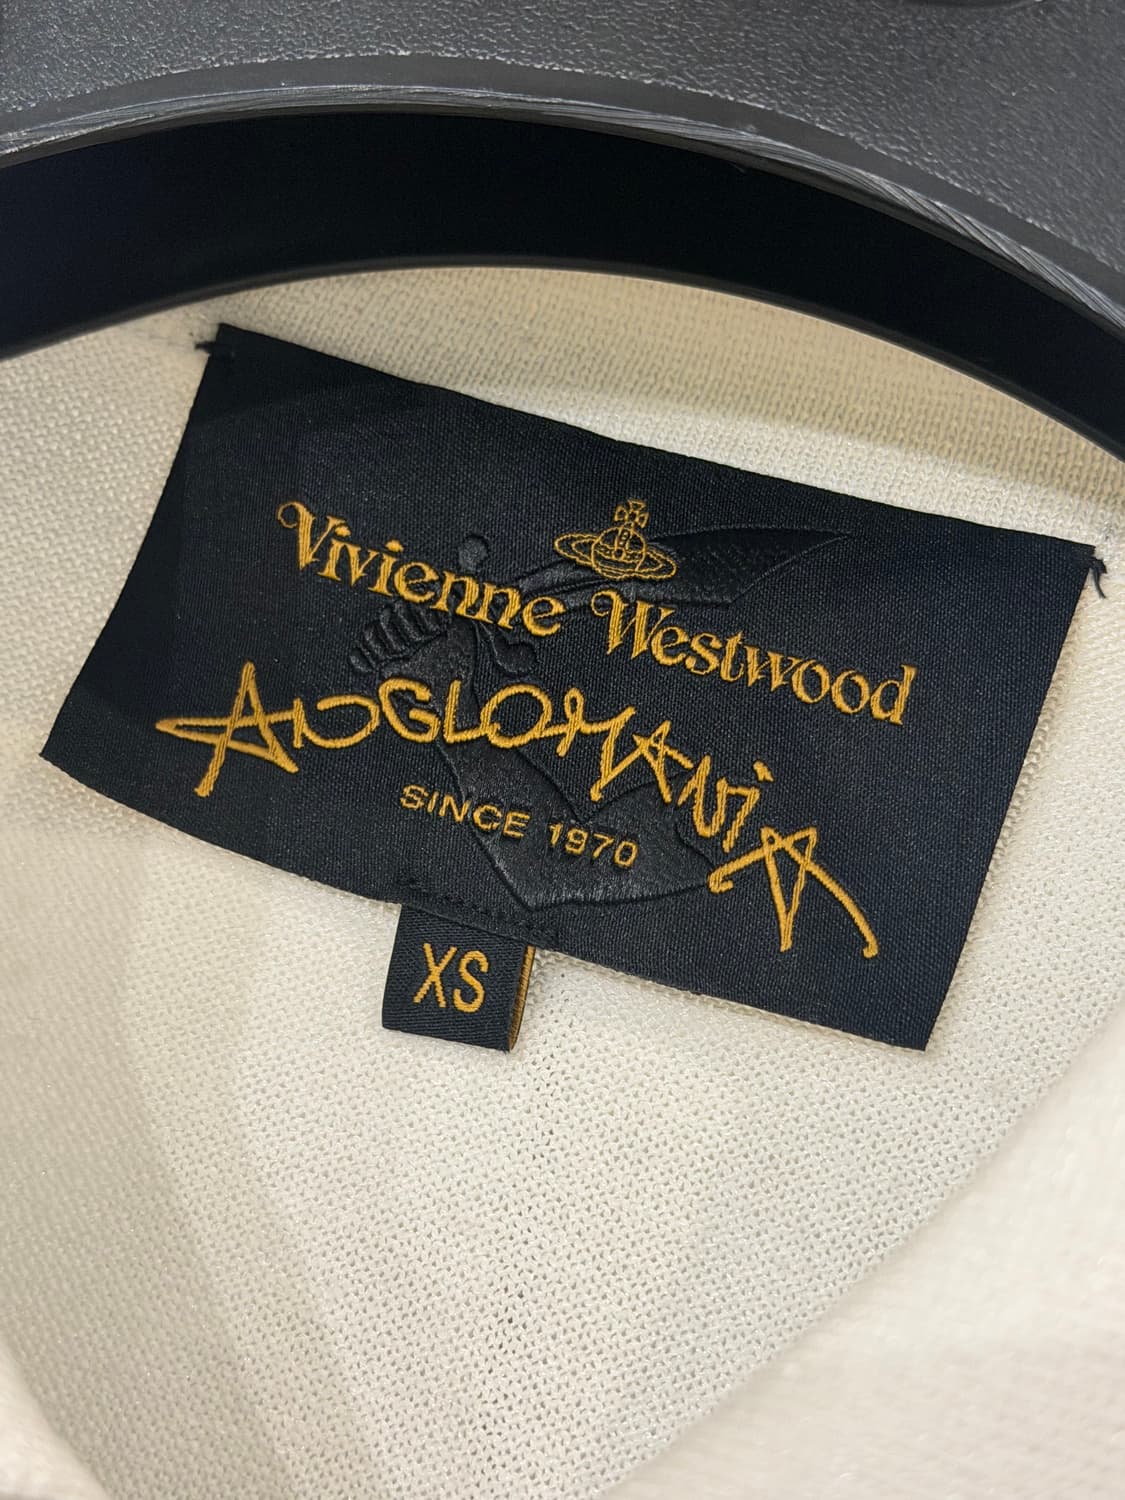 Vivienne Westwood
ANGLOMANiA
SINCE 1970
XS